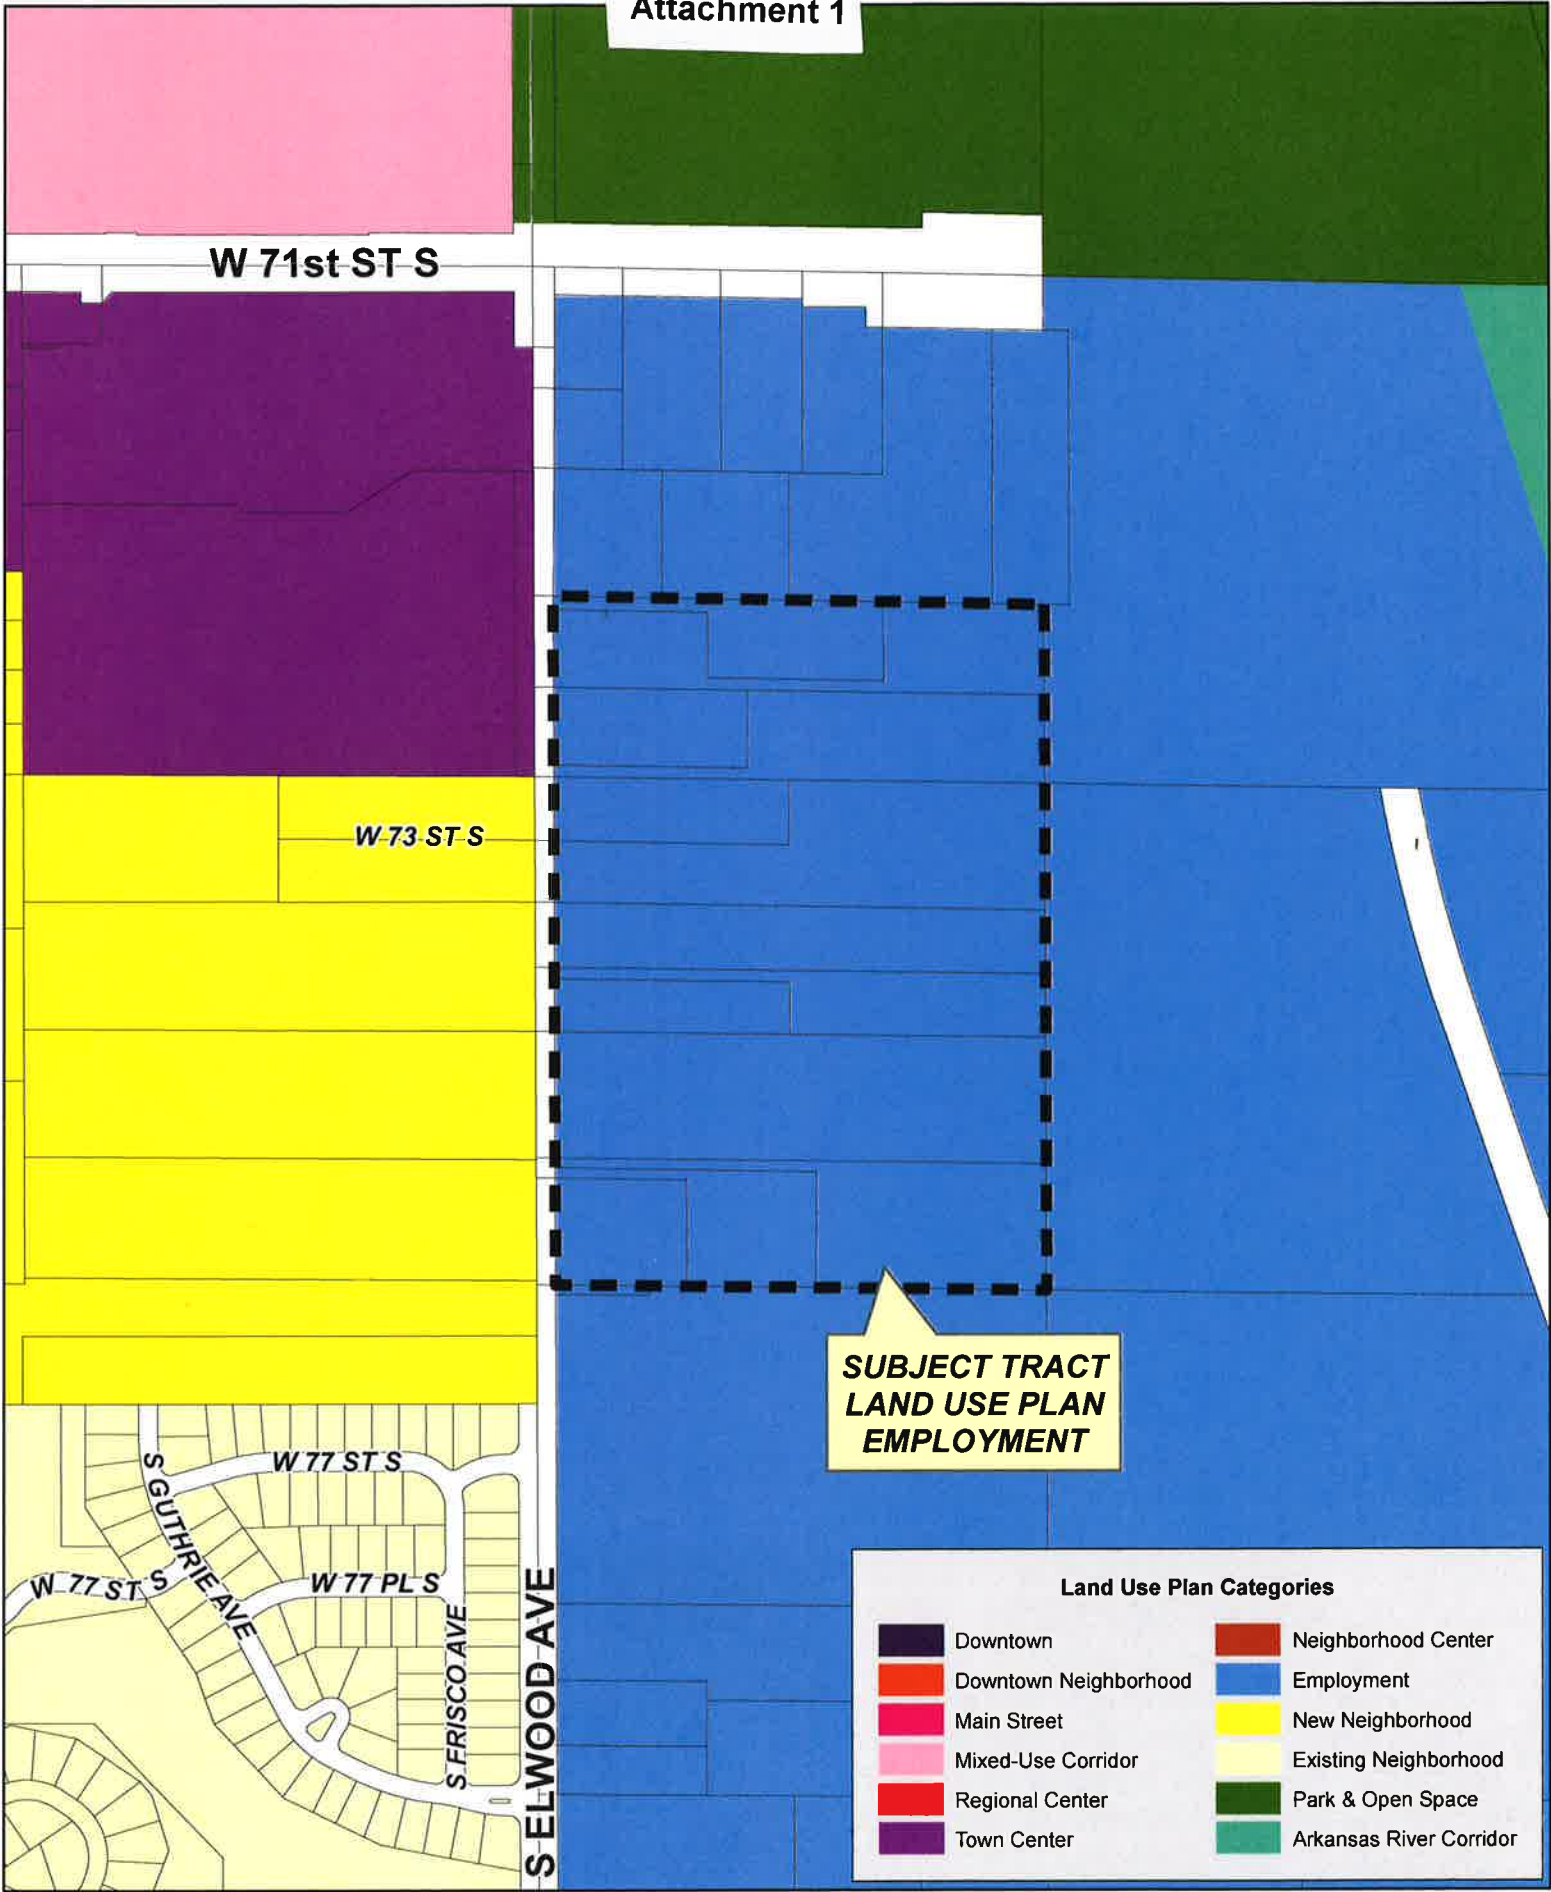 Attachment 1
W 71st ST S
W 73 ST S
SUBJECT TRACT
LAND USE PLAN
EMPLOYMENT
W 77 ST S
S GUTHRIE AVE
W 77 ST S
W 77 PL S
S FRISCO AVE
S ELWOOD AVE
Land Use Plan Categories
Downtown
Downtown Neighborhood
Main Street
Mixed-Use Corridor
Regional Center
Town Center
Neighborhood Center
Employment
New Neighborhood
Existing Neighborhood
Park & Open Space
Arkansas River Corridor